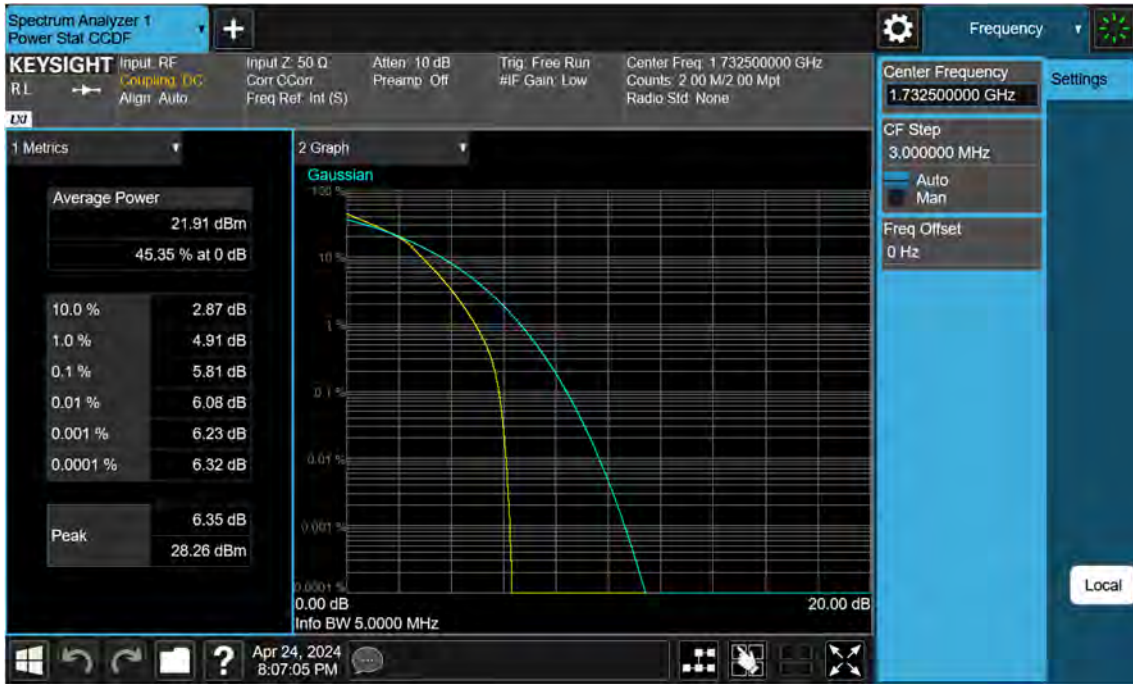 Spectrum Analyzer 1
Power Stat CCDF
Frequency
KEYSIGHT
RL
LXI
Input: RF
Coupling: DC
Align: Auto
Input Z: 50 Ω
Corr CCorr
Freq Ref: Int (S)
Atten: 10 dB
Preamp: Off
Trig: Free Run
#IF Gain: Low
Center Freq: 1.732500000 GHz
Counts: 2.00 M/2.00 Mpt
Radio Std: None
Center Frequency
1.732500000 GHz
Settings
CF Step
3.000000 MHz
Auto
Man
Freq Offset
0 Hz
1 Metrics
Average Power
21.91 dBm
45.35 % at 0 dB
10.0 % 2.87 dB
1.0 % 4.91 dB
0.1 % 5.81 dB
0.01 % 6.08 dB
0.001 % 6.23 dB
0.0001 % 6.32 dB
Peak
6.35 dB
28.26 dBm
2 Graph
Gaussian
100 %
10 %
1 %
0.1 %
0.01 %
0.001 %
0.0001 %
0.00 dB 20.00 dB
Info BW 5.0000 MHz
Local
?
Apr 24, 2024
8:07:05 PM